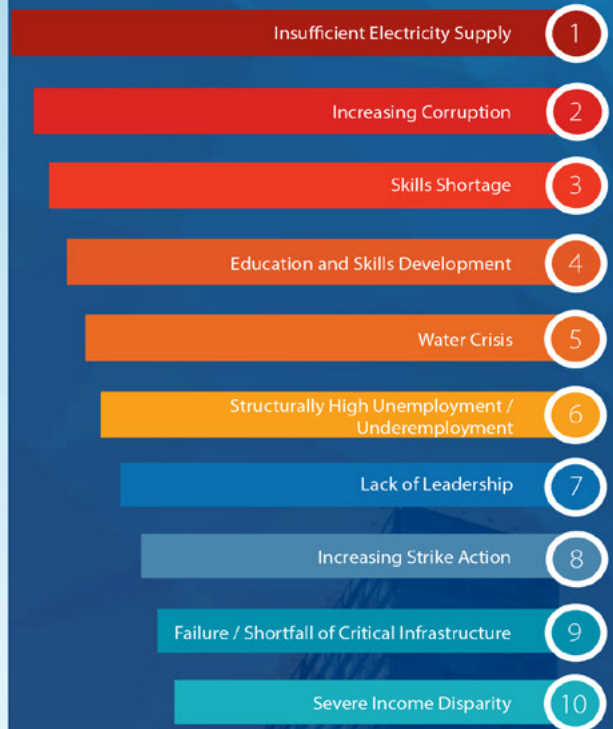 Insufficient Electricity Supply 1
Increasing Corruption 2
Skills Shortage 3
Education and Skills Development 4
Water Crisis 5
Structurally High Unemployment /
Underemployment 6
Lack of Leadership 7
Increasing Strike Action 8
Failure / Shortfall of Critical Infrastructure 9
Severe Income Disparity 10